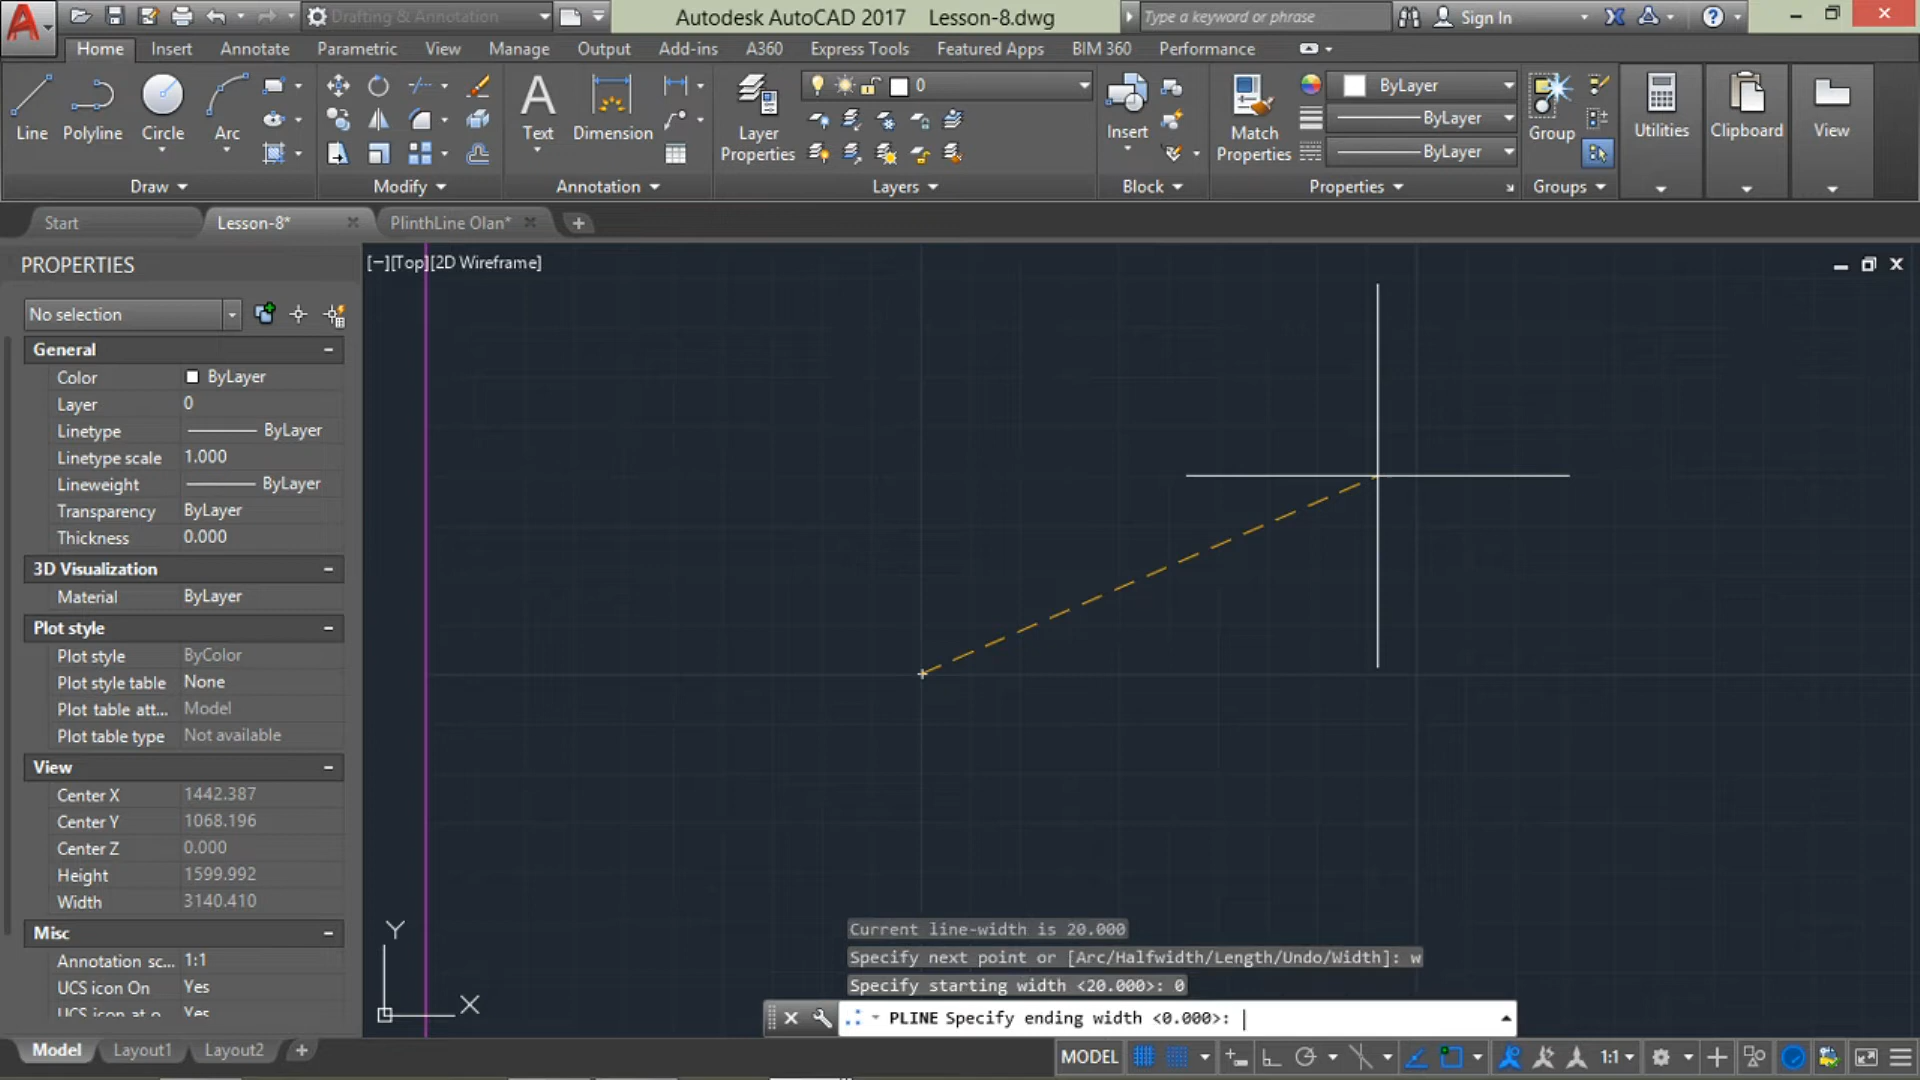 Drafting & Annotation
Autodesk AutoCAD 2017 Lesson-8.dwg
Type a keyword or phrase
Sign In
Home Insert Annotate Parametric View Manage Output Add-ins A360 Express Tools Featured Apps BIM 360 Performance
0
ByLayer
ByLayer
ByLayer
Line Polyline Circle Arc
Text Dimension
Layer Properties
Insert
Match Properties
Group
Utilities
Clipboard
View
Draw Modify Annotation Layers Block Properties Groups
Start Lesson-8* PlinthLine Olan*
PROPERTIES
[−][Top][2D Wireframe]
No selection
General
Color ByLayer
Layer 0
Linetype ByLayer
Linetype scale 1.000
Lineweight ByLayer
Transparency ByLayer
Thickness 0.000
3D Visualization
Material ByLayer
Plot style
Plot style ByColor
Plot style table None
Plot table att... Model
Plot table type Not available
View
Center X 1442.387
Center Y 1068.196
Center Z 0.000
Height 1599.992
Width 3140.410
Misc
Annotation sc... 1:1
UCS icon On Yes
UCS icon at o... Yes
Y
X
Current line-width is 20.000
Specify next point or [Arc/Halfwidth/Length/Undo/Width]: w
Specify starting width <20.000>: 0
PLINE Specify ending width <0.000>:
Model Layout1 Layout2
MODEL
1:1